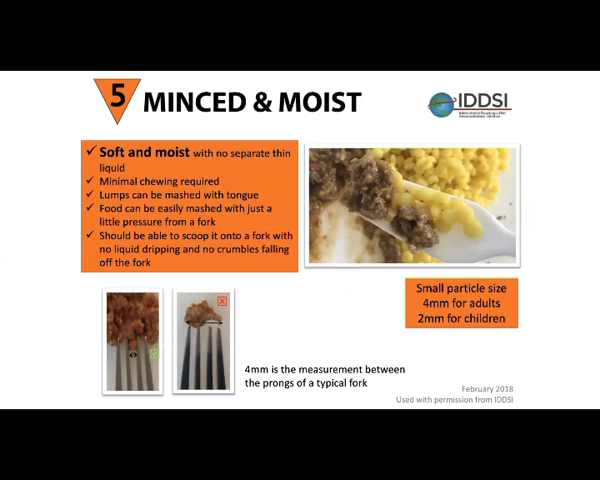 5 MINCED & MOIST
IDDSI
✓ Soft and moist with no separate thin
liquid
✓ Minimal chewing required
✓ Lumps can be mashed with tongue
✓ Food can be easily mashed with just a
little pressure from a fork
✓ Should be able to scoop it onto a fork with
no liquid dripping and no crumbles falling
off the fork
Small particle size
4mm for adults
2mm for children
4mm is the measurement between
the prongs of a typical fork
February 2018
Used with permission from IDDSI